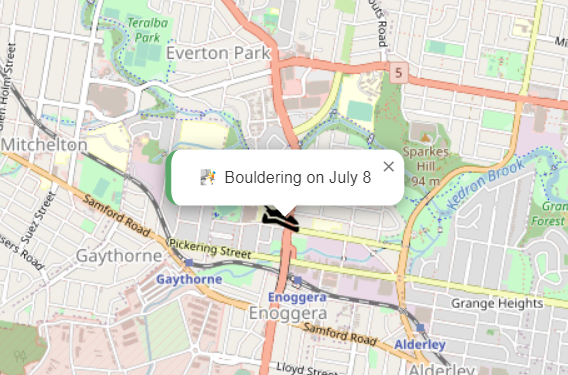 Teralba
Park
Everton Park
outs Road
5
Glen Holm Street
Mitchelton
Sparkes
Hill
94 m
Bouldering on July 8
Kedron Brook
Grang
Forest
Suez Street
Samford Road
Pickering Street
Gaythorne
Gaythorne
Enoggera
Enoggera
Grange Heights
Samford Road
Alderley
Alderley
Lloyd Street